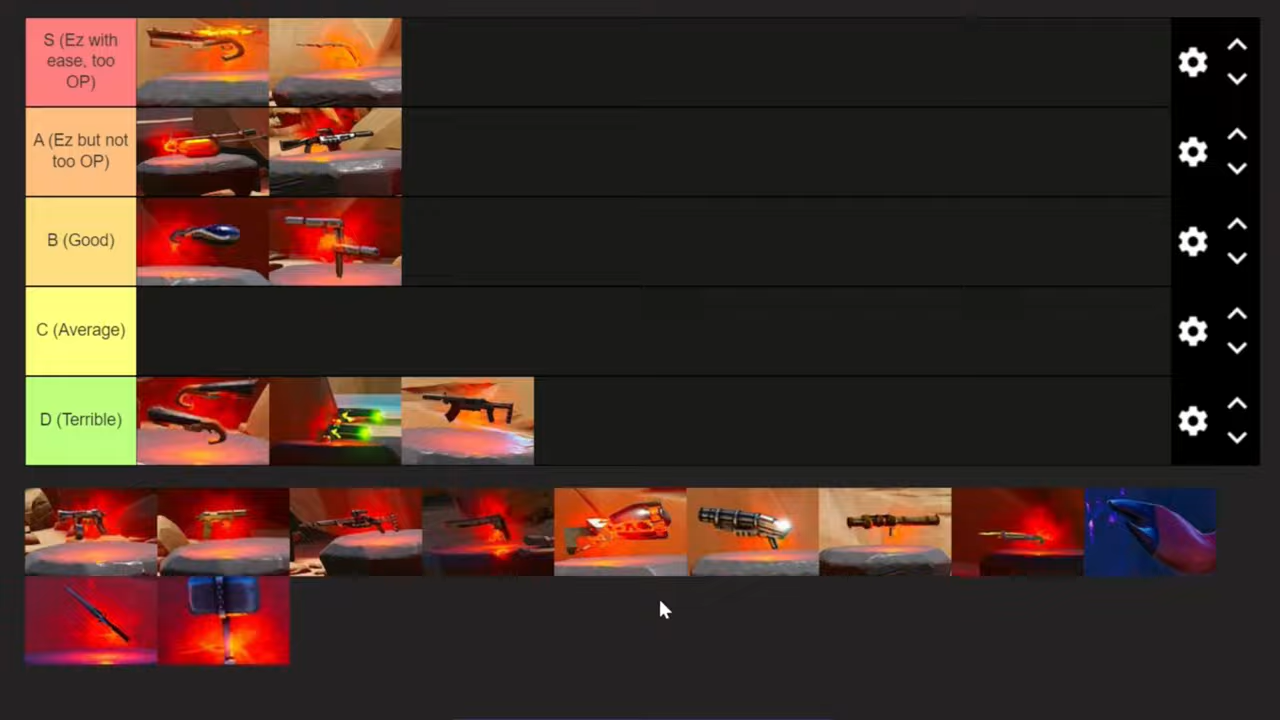 S (Ez with
ease, too
OP)
A (Ez but not
too OP)
B (Good)
C (Average)
D (Terrible)